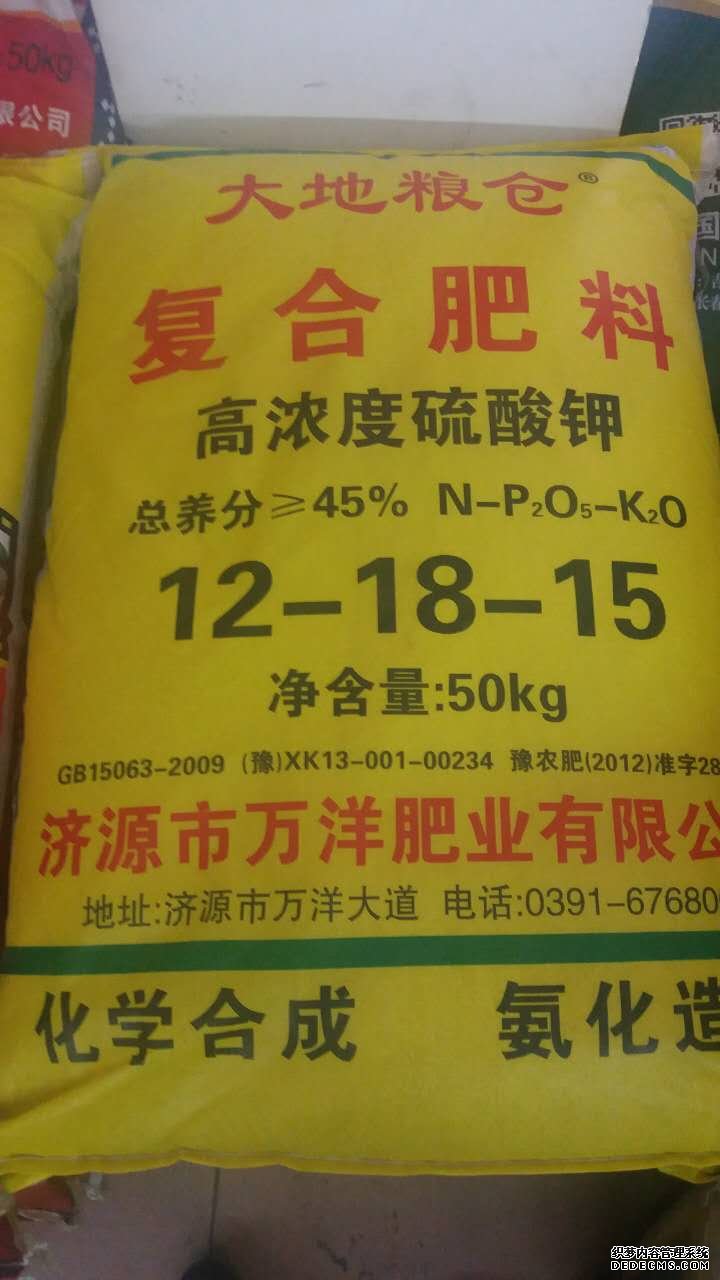 50kg
限公司
大地粮仓®
复合肥料
高浓度硫酸钾
总养分≥45% N-P₂O₅-K₂O
12-18-15
净含量:50kg
GB15063-2009 (豫)XK13-001-00234 豫农肥(2012)准字28
济源市万洋肥业有限公
地址:济源市万洋大道 电话:0391-67680
化学合成 氨化造
织梦内容管理系统
DEDECMS.COM